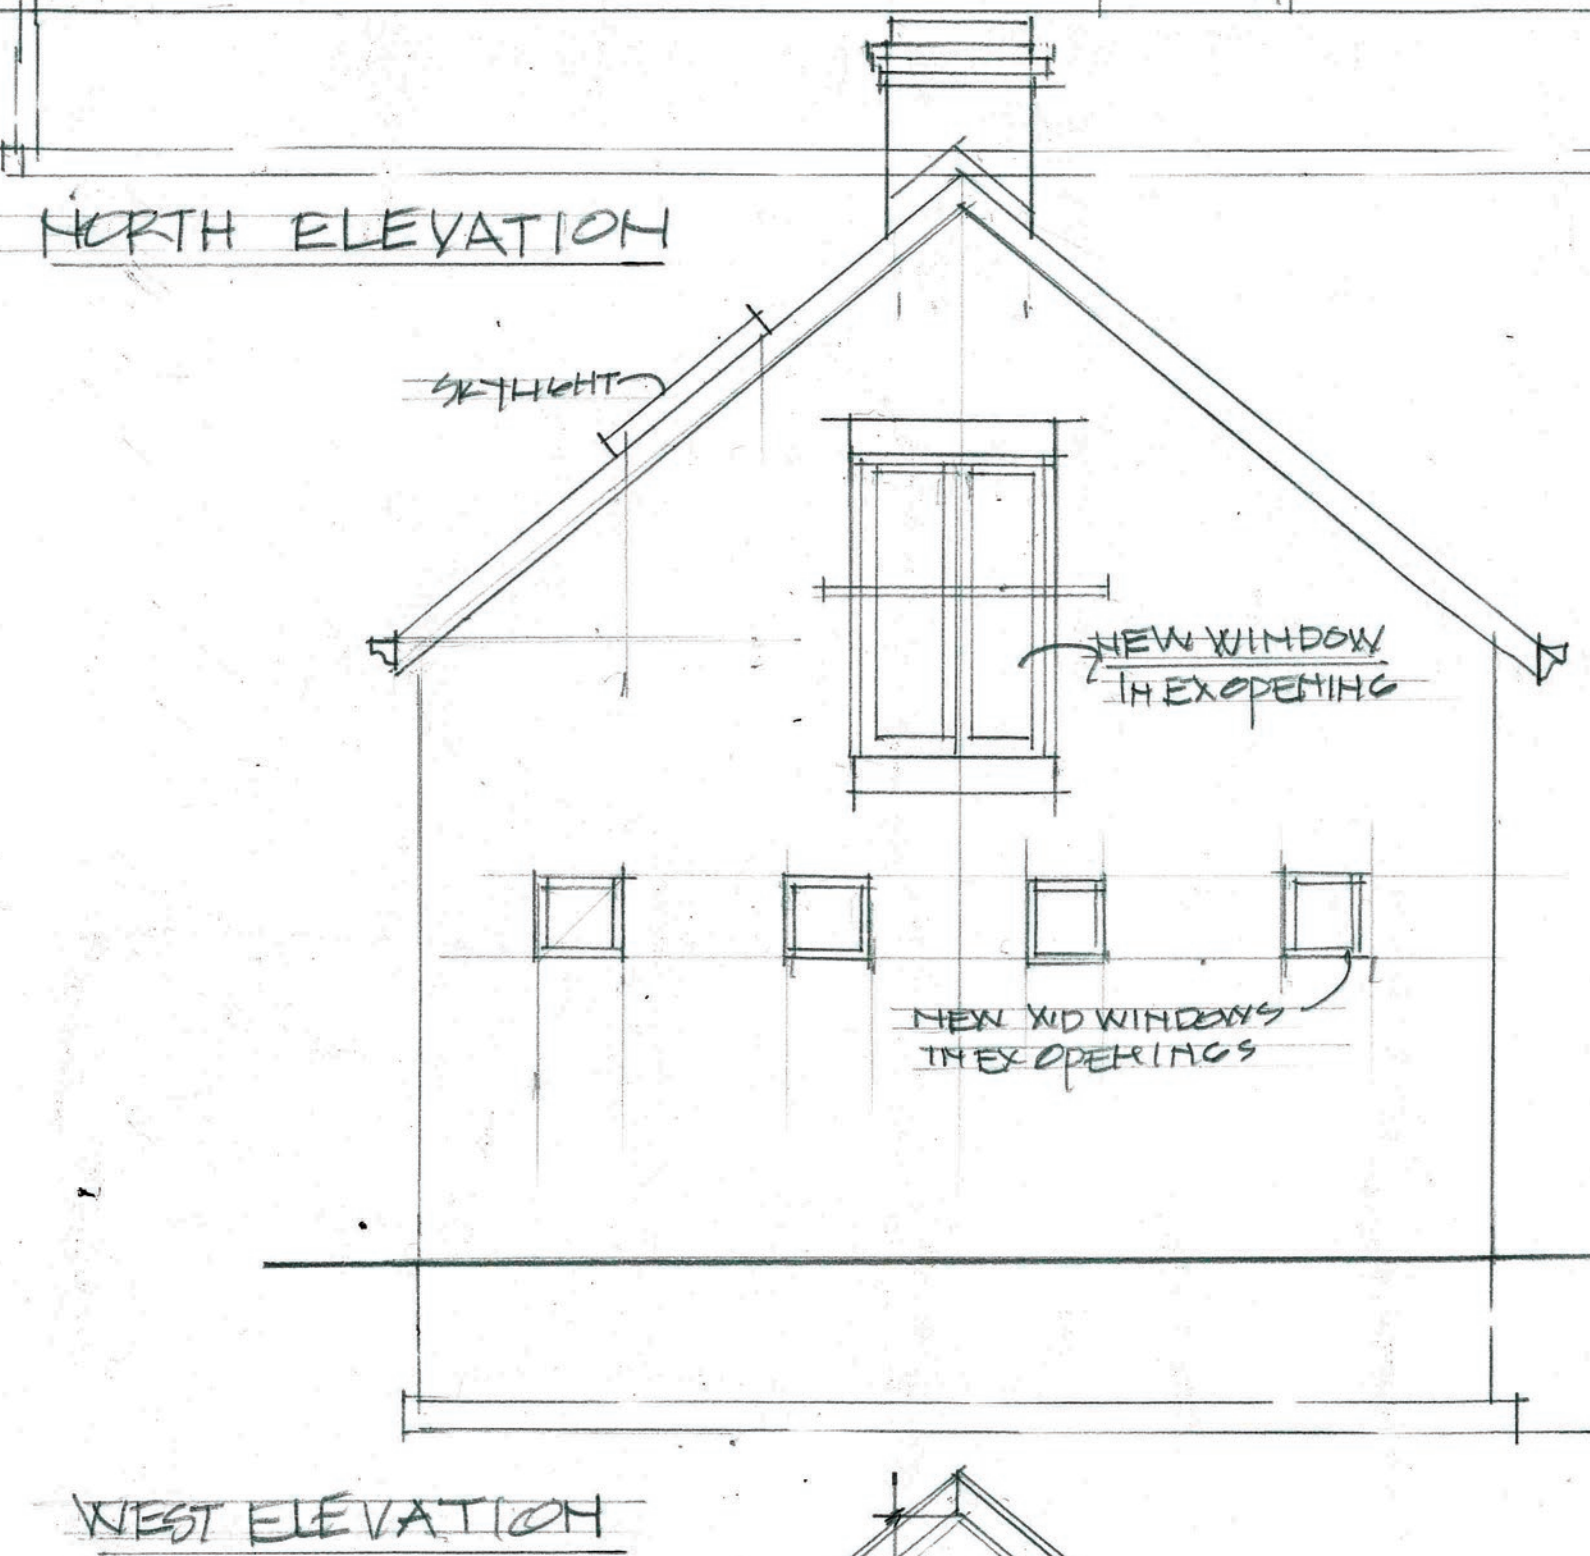 NORTH ELEVATION
SKYLIGHT
NEW WINDOW
IN EX OPENING
NEW WD WINDOWS
IN EX OPENINGS
WEST ELEVATION